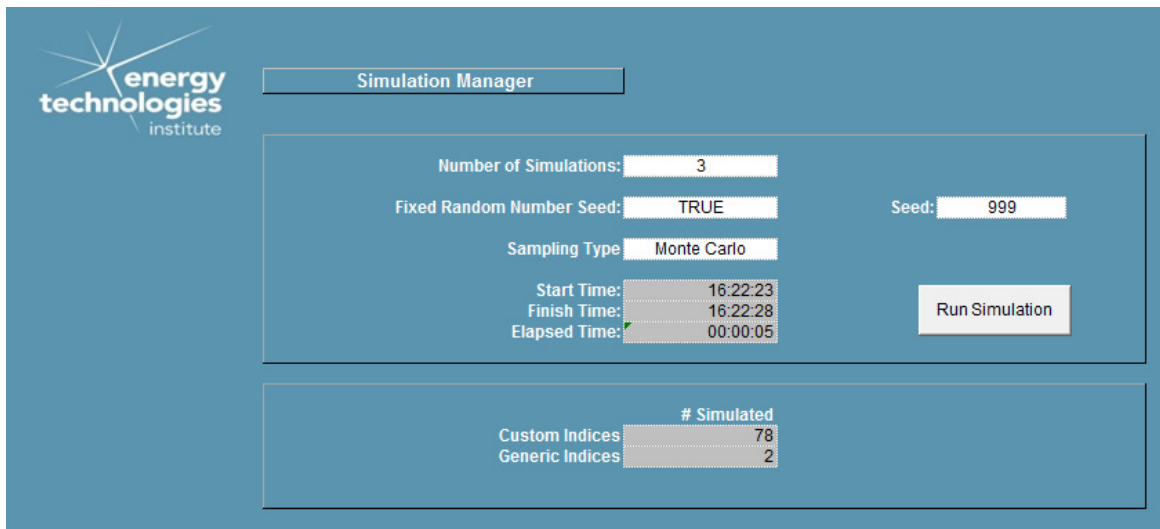 energy
technologies
institute
Simulation Manager
Number of Simulations: 3
Fixed Random Number Seed: TRUE Seed: 999
Sampling Type Monte Carlo
Start Time: 16:22:23
Finish Time: 16:22:28
Run Simulation
Elapsed Time: 00:00:05
# Simulated
Custom Indices 78
Generic Indices 2